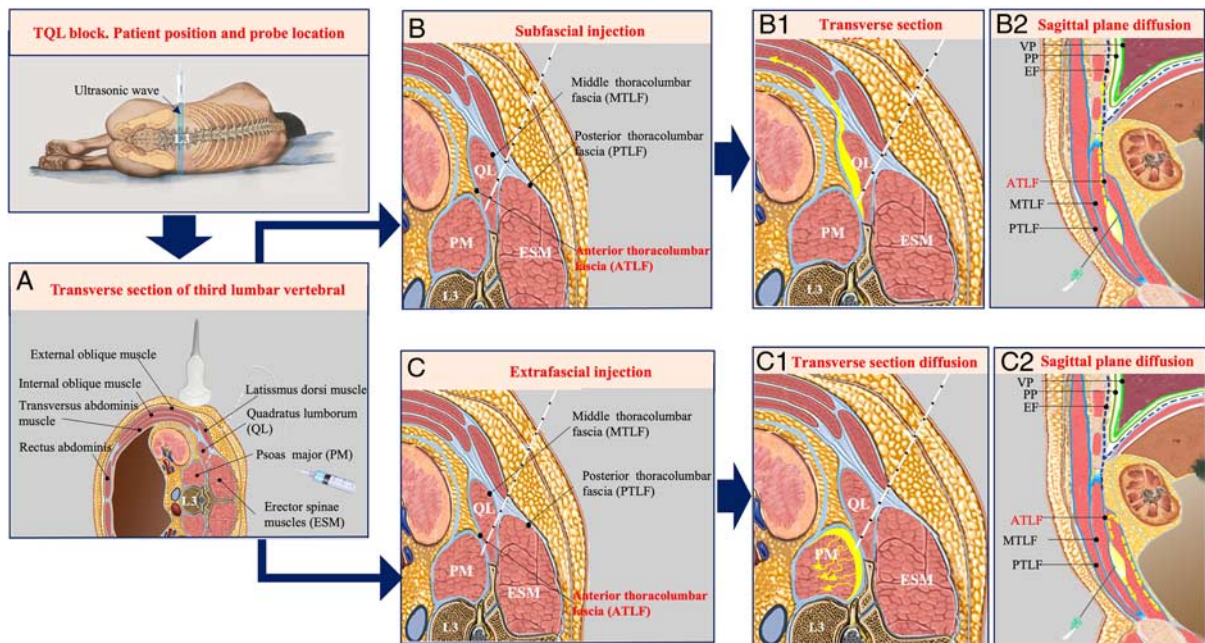 TQL block. Patient position and probe location
Ultrasonic wave
A
Transverse section of third lumbar vertebral
External oblique muscle
Internal oblique muscle
Transversus abdominis
muscle
Rectus abdominis
Latissmus dorsi muscle
Quadratus lumborum
(QL)
Psoas major (PM)
Erector spinae
muscles (ESM)
L3
B
Subfascial injection
Middle thoracolumbar
fascia (MTLF)
Posterior thoracolumbar
fascia (PTLF)
QL
PM
ESM
Anterior thoracolumbar
fascia (ATLF)
L3
B1
Transverse section
QL
PM
ESM
L3
B2
Sagittal plane diffusion
VP
PP
EF
ATLF
MTLF
PTLF
C
Extrafascial injection
Middle thoracolumbar
fascia (MTLF)
Posterior thoracolumbar
fascia (PTLF)
QL
PM
ESM
Anterior thoracolumbar
fascia (ATLF)
L3
C1
Transverse section diffusion
QL
PM
ESM
L3
C2
Sagittal plane diffusion
VP
PP
EF
ATLF
MTLF
PTLF